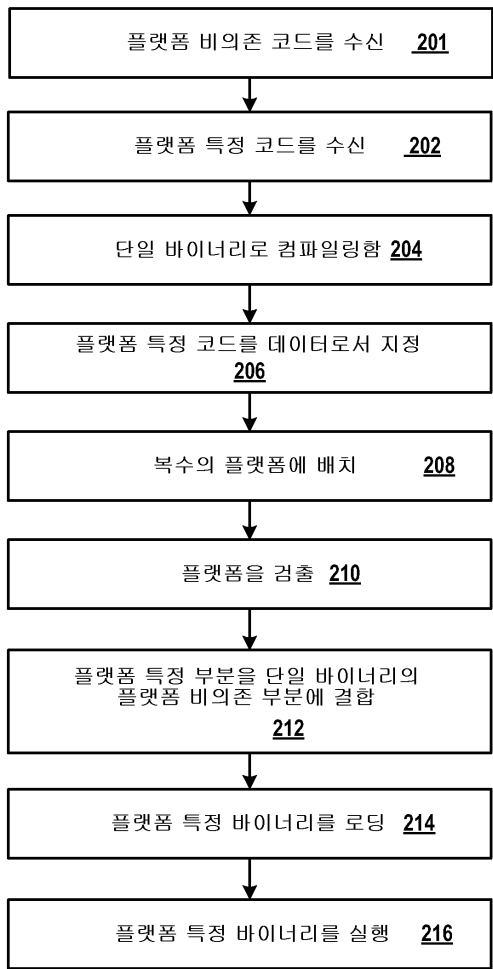 플랫폼 비의존 코드를 수신 201
플랫폼 특정 코드를 수신 202
단일 바이너리로 컴파일링함 204
플랫폼 특정 코드를 데이터로서 지정
206
복수의 플랫폼에 배치 208
플랫폼을 검출 210
플랫폼 특정 부분을 단일 바이너리의
플랫폼 비의존 부분에 결합
212
플랫폼 특정 바이너리를 로딩 214
플랫폼 특정 바이너리를 실행 216